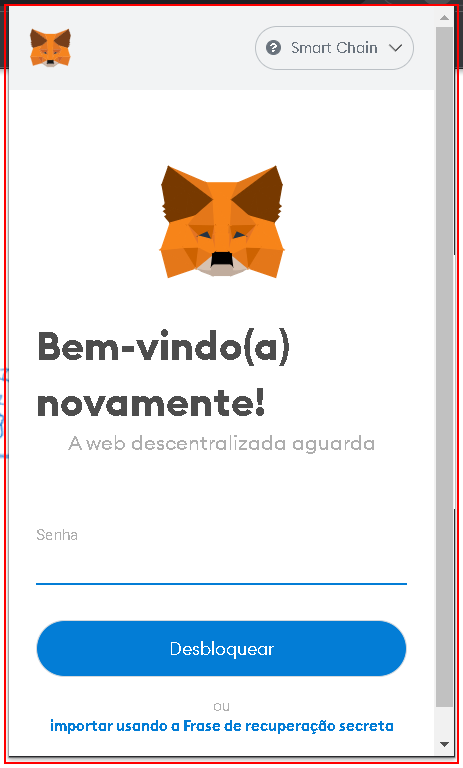 Smart Chain
Bem-vindo(a)
novamente!
A web descentralizada aguarda
Senha
Desbloquear
ou
importar usando a Frase de recuperação secreta